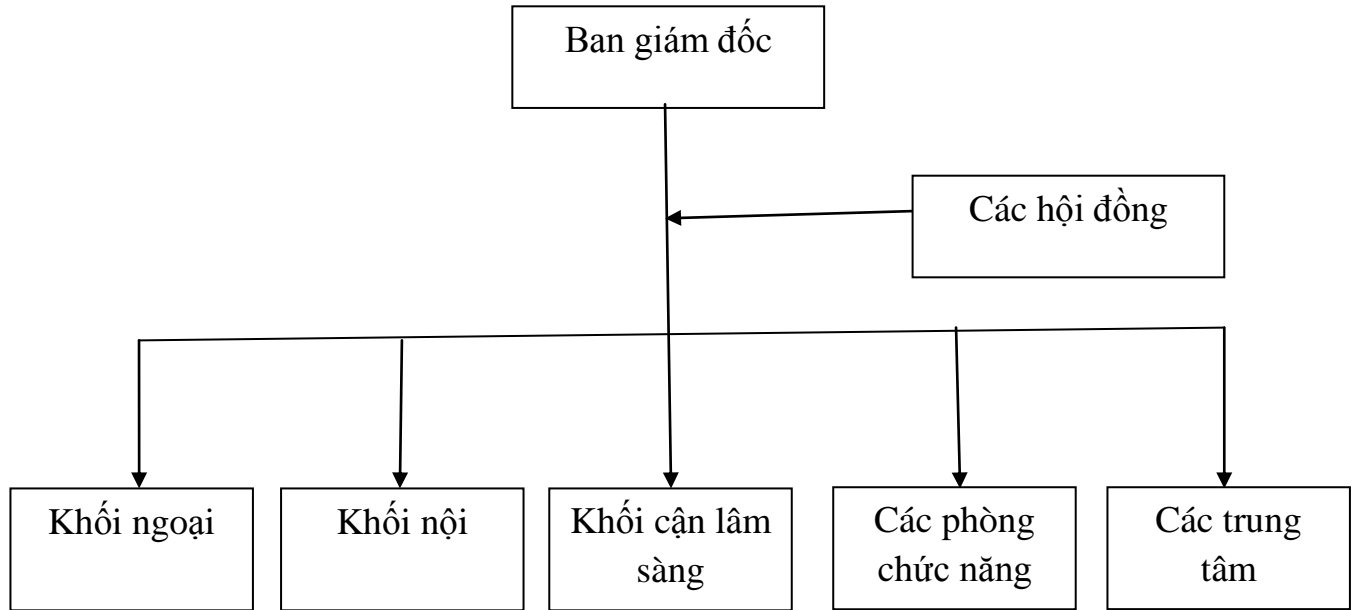 Ban giám đốc
Các hội đồng
Khối ngoại
Khối nội
Khối cận lâm
sàng
Các phòng
chức năng
Các trung
tâm